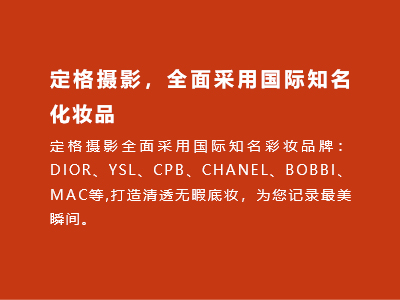 定格摄影，全面采用国际知名
化妆品
定格摄影全面采用国际知名彩妆品牌：
DIOR、YSL、CPB、CHANEL、BOBBI、
MAC等,打造清透无暇底妆，为您记录最美
瞬间。